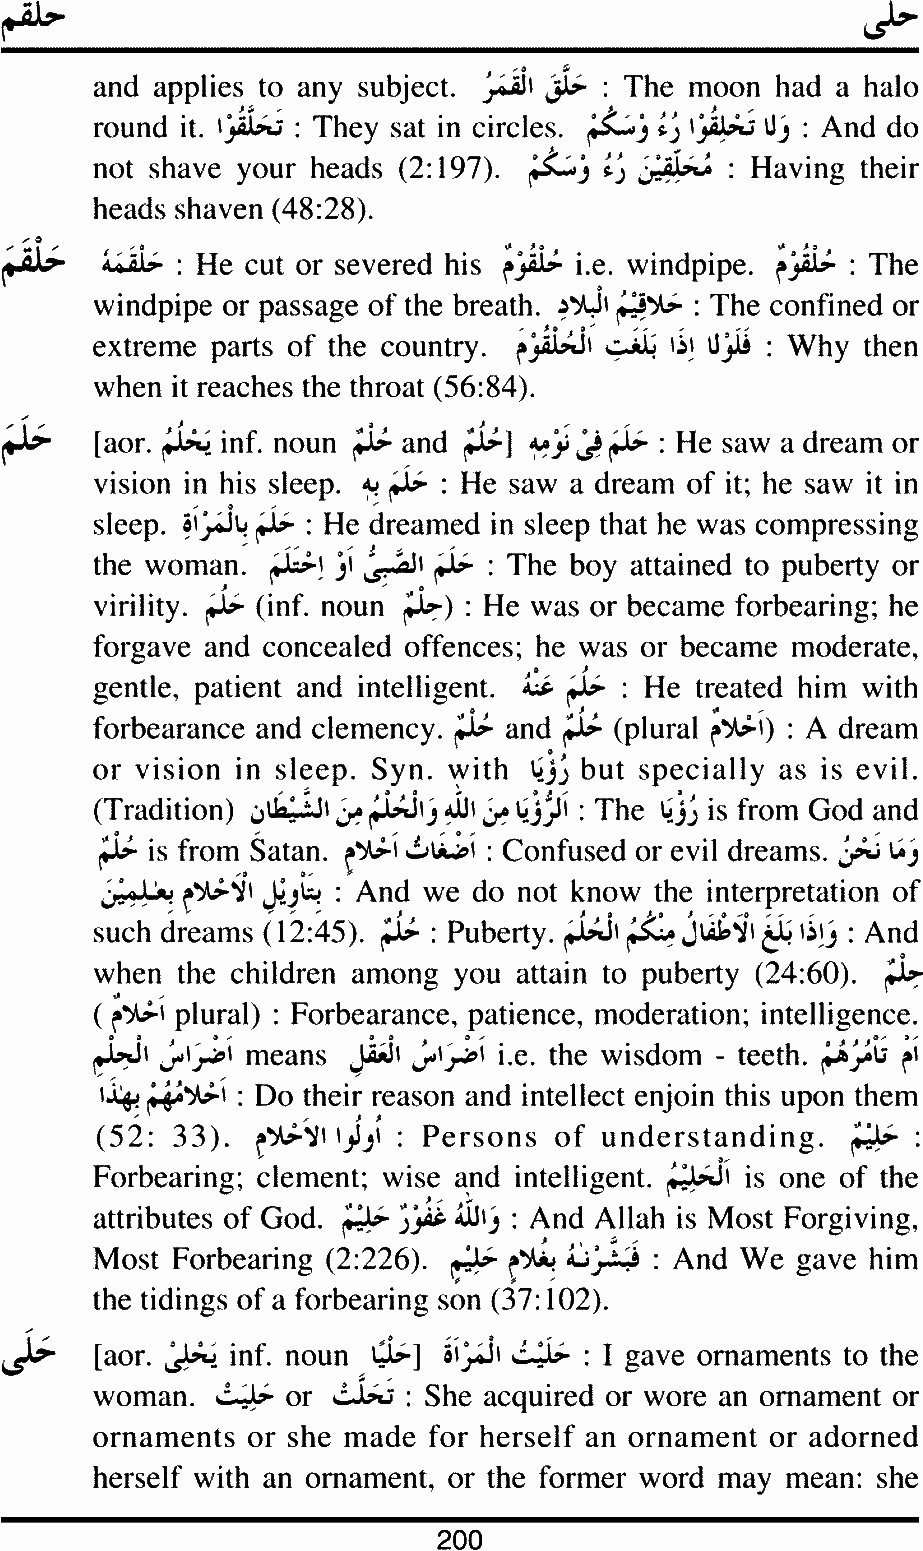 حلقم حلى
and applies to any subject. حَلَّقَ الْقَمَرُ : The moon had a halo
round it. تَحَلَّقُوْا : They sat in circles. وَلَا تَحْلِقُوْا رُءُ وْسَكُمْ : And do
not shave your heads (2:197). مُحَلِّقِيْنَ رُءُ وْسَكُمْ : Having their
heads shaven (48:28).
حَلْقَمَ حَلْقَمَهُ : He cut or severed his حُلْقُوْمٌ i.e. windpipe. حُلْقُوْمٌ : The
windpipe or passage of the breath. حَلَاقِيْمُ الْبِلَادِ : The confined or
extreme parts of the country. فَلَوْلَا اِذَا بَلَغَتِ الْحُلْقُوْمَ : Why then
when it reaches the throat (56:84).
حَلَمَ [aor. يَحْلُمُ inf. noun حُلْمٌ and حُلُمٌ] حَلَمَ فِىْ نَوْمِهٖ : He saw a dream or
vision in his sleep. حَلَمَ بِهٖ : He saw a dream of it; he saw it in
sleep. حَلَمَ بِالْمَرْاَةِ : He dreamed in sleep that he was compressing
the woman. حَلَمَ الصَّبِىُّ اَوْ اِحْتَلَمَ : The boy attained to puberty or
virility. حَلُمَ (inf. noun حِلْمٌ) : He was or became forbearing; he
forgave and concealed offences; he was or became moderate,
gentle, patient and intelligent. حَلُمَ عَنْهُ : He treated him with
forbearance and clemency. حُلْمٌ and حُلُمٌ (plural اَحْلَامٌ) : A dream
or vision in sleep. Syn. with رُؤْيَا but specially as is evil.
(Tradition) اَلرُّؤْيَا مِنَ اللّٰهِ وَالْحُلْمُ مِنَ الشَّيْطَانِ : The رُؤْيَا is from God and
حُلْمٌ is from Satan. اَضْغَاثُ اَحْلَامٍ : Confused or evil dreams. وَمَا نَحْنُ
بِتَأْوِيْلِ الْاَحْلَامِ بِعٰلِمِيْنَ : And we do not know the interpretation of
such dreams (12:45). حُلُمٌ : Puberty. وَاِذَا بَلَغَ الْاَطْفَالُ مِنْكُمُ الْحُلُمَ : And
when the children among you attain to puberty (24:60). حِلْمٌ
( اَحْلَامٌ plural) : Forbearance, patience, moderation; intelligence.
اَضْرَاسُ الْحِلْمِ means اَضْرَاسُ الْعَقْلِ i.e. the wisdom - teeth. اَمْ تَأْمُرُهُمْ
اَحْلَامُهُمْ بِهٰذَا : Do their reason and intellect enjoin this upon them
(52: 33). اُولُوا الْاَحْلَامِ : Persons of understanding. حَلِيْمٌ :
Forbearing; clement; wise and intelligent. اَلْحَلِيْمُ is one of the
attributes of God. وَاللّٰهُ غَفُوْرٌ حَلِيْمٌ : And Allah is Most Forgiving,
Most Forbearing (2:226). فَبَشَّرْنٰهُ بِغُلَامٍ حَلِيْمٍ : And We gave him
the tidings of a forbearing son (37:102).
حَلَى [aor. يَحْلِىْ inf. noun حَلْيًا] حَلَيْتُ الْمَرْاَةَ : I gave ornaments to the
woman. حَلِيَتْ or تَحَلَّتْ : She acquired or wore an ornament or
ornaments or she made for herself an ornament or adorned
herself with an ornament, or the former word may mean: she
200